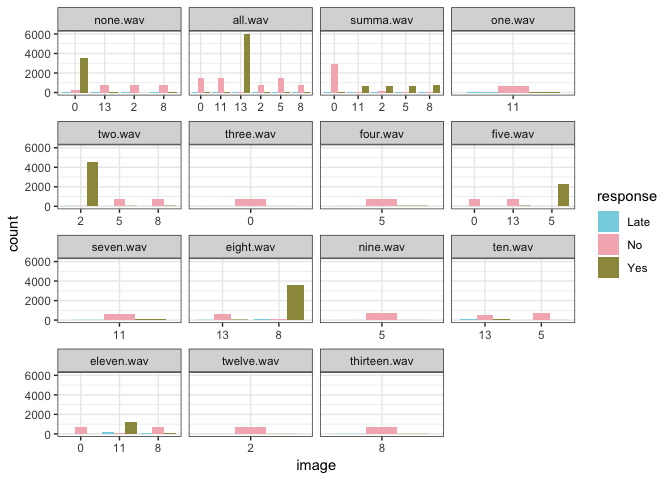 none.wav all.wav summa.wav one.wav
6000
4000
2000
0
0 13 2 8 0 11 13 2 5 8 0 11 2 5 8 11
two.wav three.wav four.wav five.wav
6000
4000
2000
0
2 5 8 0 5 0 13 5
seven.wav eight.wav nine.wav ten.wav
6000
4000
2000
0
11 13 8 5 13 5
eleven.wav twelve.wav thirteen.wav
6000
4000
2000
0
0 11 8 2 8
count
image
response
Late
No
Yes